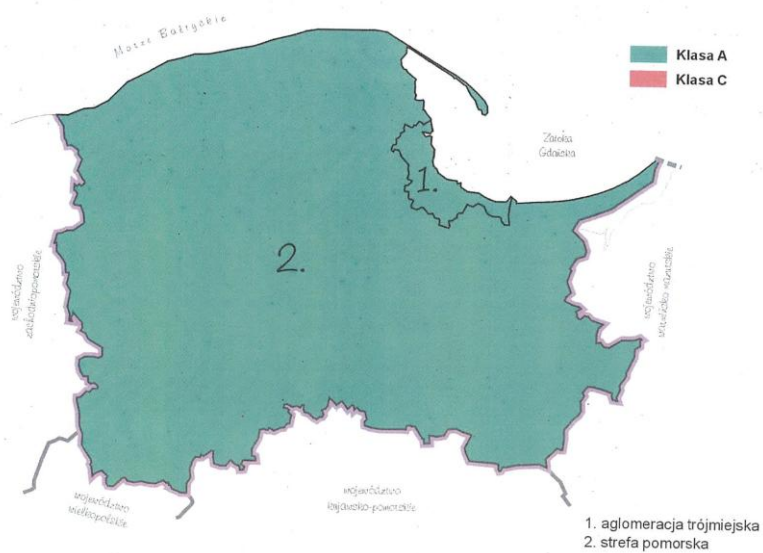 Morze Bałtyckie
Klasa A
Klasa C
Zatoka
Gdańska
1.
2.
województwo
zachodniopomorskie
województwo
warmińsko-mazurskie
województwo
wielkopolskie
województwo
kujawsko-pomorskie
1. aglomeracja trójmiejska
2. strefa pomorska